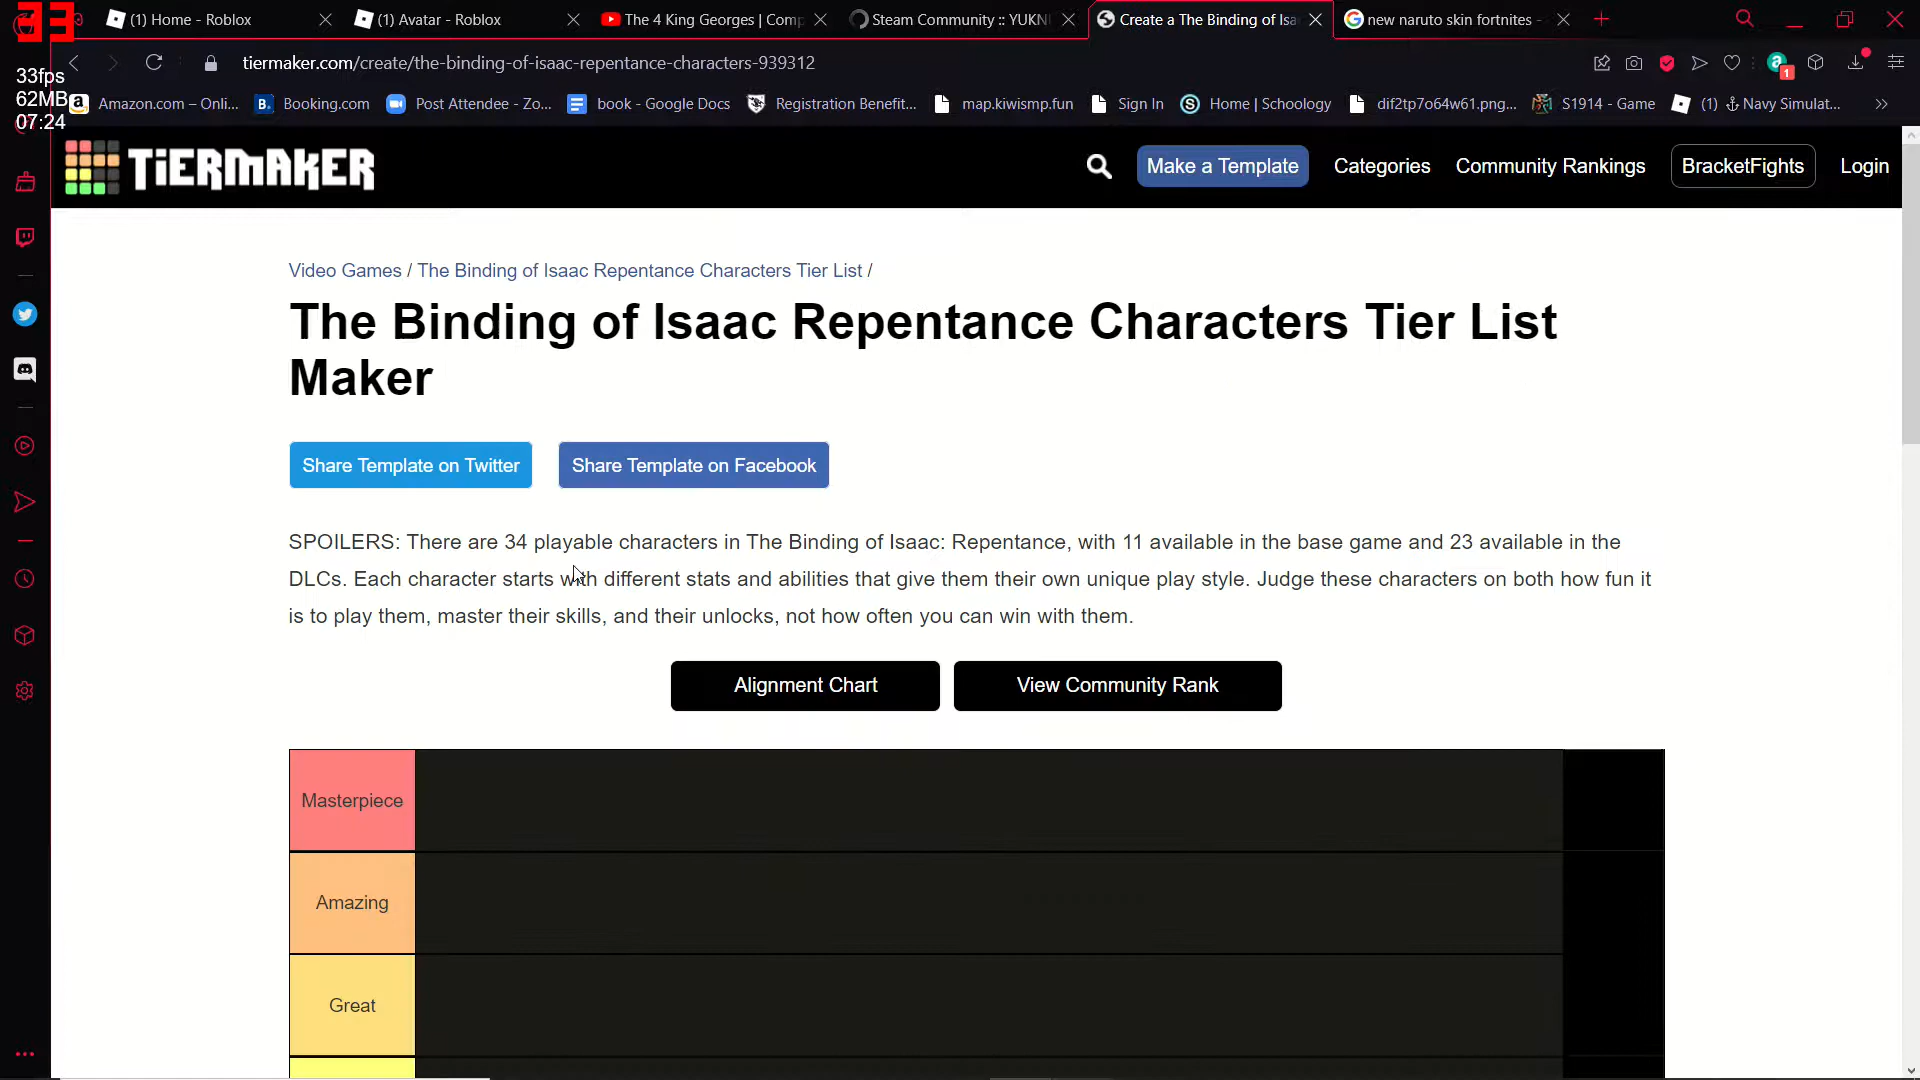 33
33fps
62MB
07:24
(1) Home - Roblox
(1) Avatar - Roblox
The 4 King Georges | Comp
Steam Community :: YUKN
Create a The Binding of Isa
new naruto skin fortnites -
tiermaker.com/create/the-binding-of-isaac-repentance-characters-939312
1
Amazon.com – Onli...
B. Booking.com
Post Attendee - Zo...
book - Google Docs
Registration Benefit...
map.kiwismp.fun
Sign In
Home | Schoology
dif2tp7o64w61.png...
S1914 - Game
(1) ⚓Navy Simulat...
TiERMAKER
Make a Template
Categories
Community Rankings
BracketFights
Login
Video Games / The Binding of Isaac Repentance Characters Tier List /
The Binding of Isaac Repentance Characters Tier List
Maker
Share Template on Twitter
Share Template on Facebook
SPOILERS: There are 34 playable characters in The Binding of Isaac: Repentance, with 11 available in the base game and 23 available in the
DLCs. Each character starts with different stats and abilities that give them their own unique play style. Judge these characters on both how fun it
is to play them, master their skills, and their unlocks, not how often you can win with them.
Alignment Chart
View Community Rank
Masterpiece
Amazing
Great